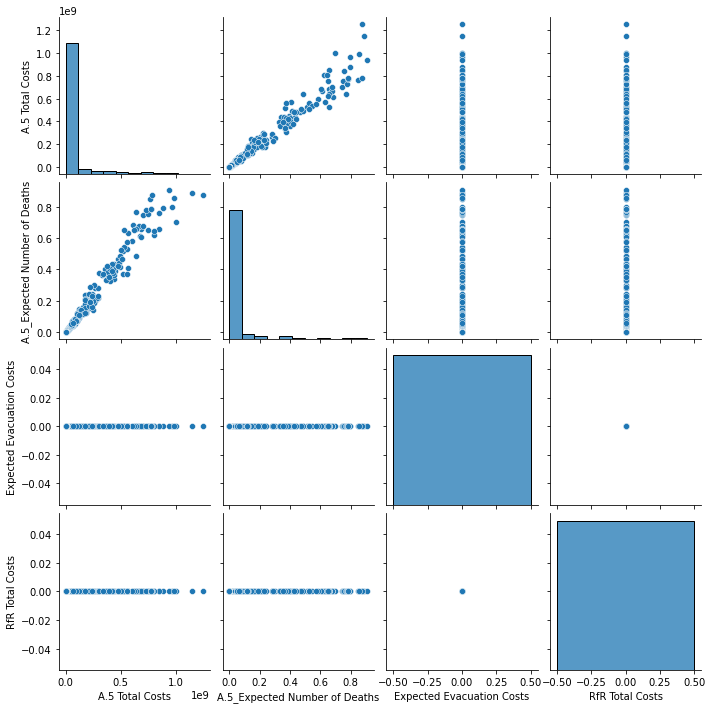 1e9
1.2
1.0
0.8
0.6
0.4
0.2
0.0
A.5 Total Costs
0.8
0.6
0.4
0.2
0.0
A.5_Expected Number of Deaths
0.04
0.02
0.00
−0.02
−0.04
Expected Evacuation Costs
0.04
0.02
0.00
−0.02
−0.04
RfR Total Costs
0.0 0.5 1.0
1e9
A.5 Total Costs
0.0 0.2 0.4 0.6 0.8
A.5_Expected Number of Deaths
−0.50 −0.25 0.00 0.25 0.50
Expected Evacuation Costs
−0.50 −0.25 0.00 0.25 0.50
RfR Total Costs